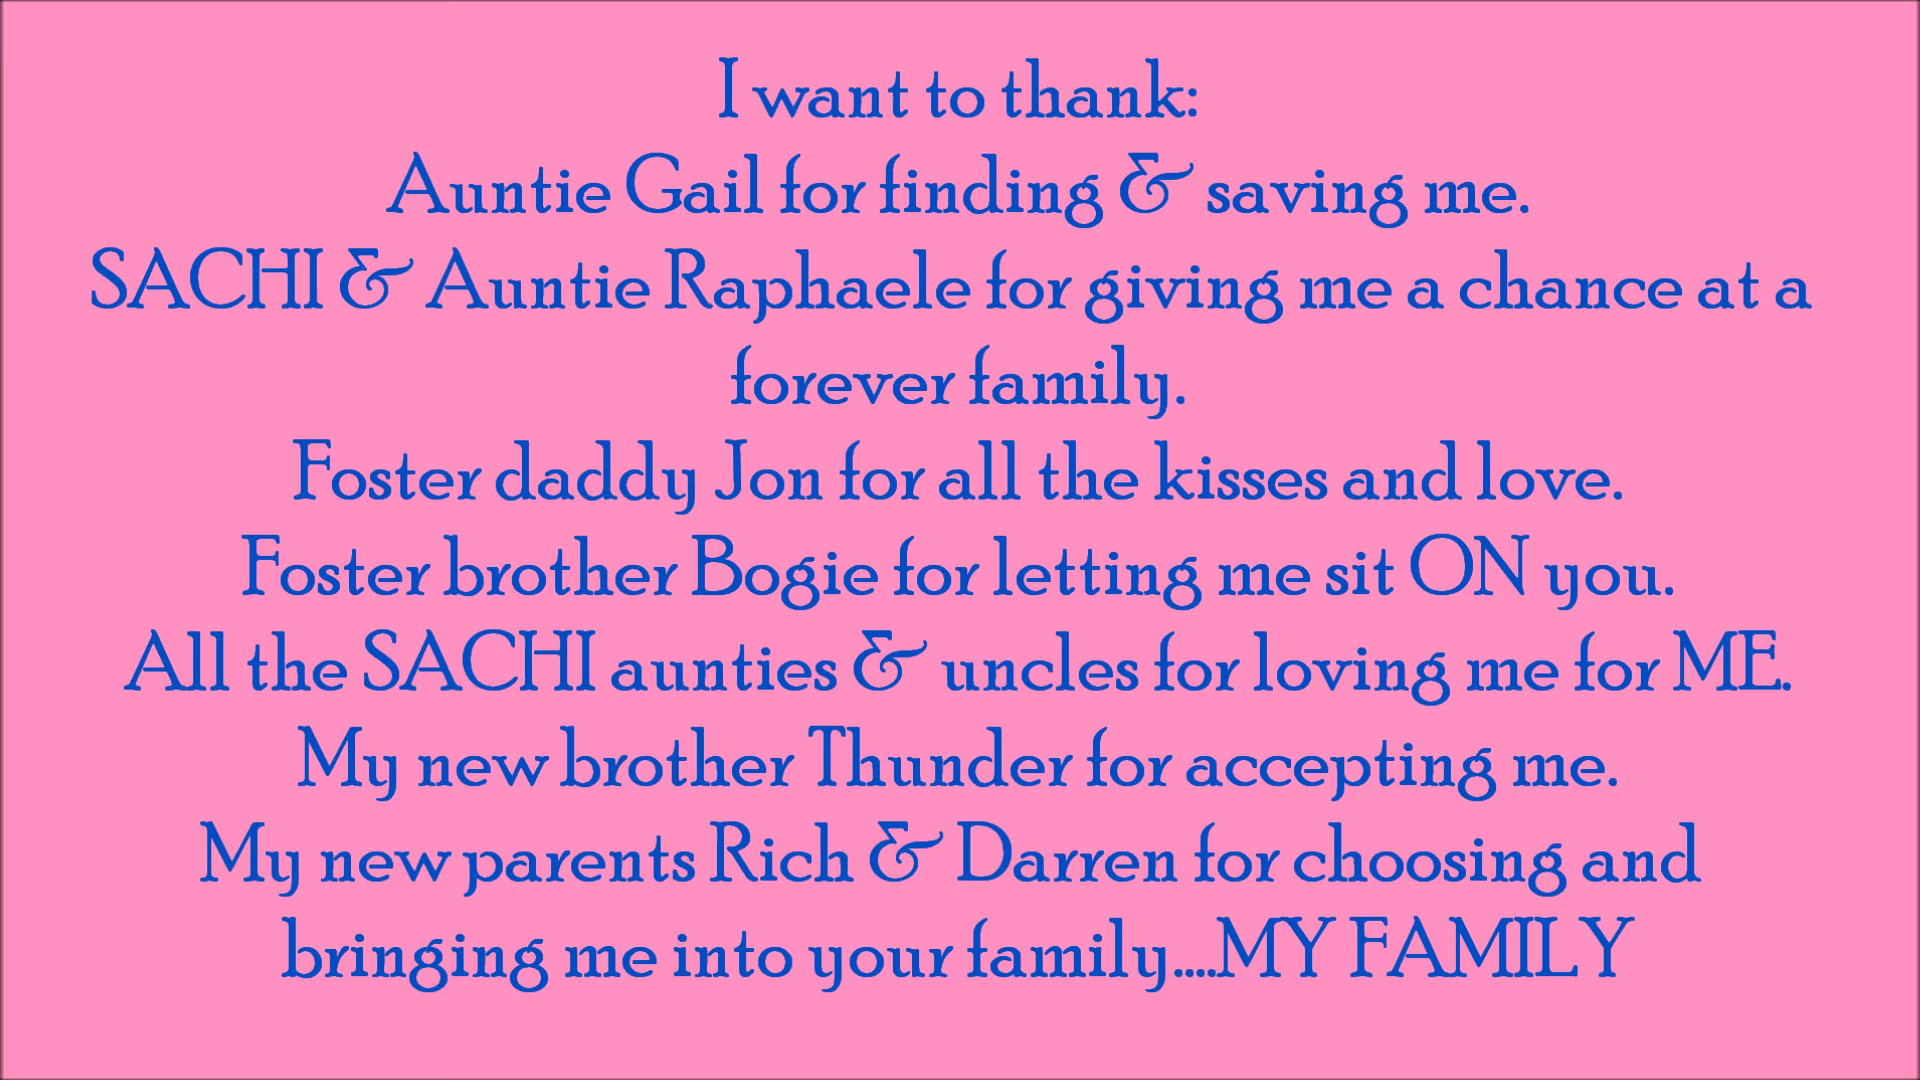 I want to thank:
Auntie Gail for finding & saving me.
SACHI & Auntie Raphaele for giving me a chance at a
forever family.
Foster daddy Jon for all the kisses and love.
Foster brother Bogie for letting me sit ON you.
All the SACHI aunties & uncles for loving me for ME.
My new brother Thunder for accepting me.
My new parents Rich & Darren for choosing and
bringing me into your family....MY FAMILY